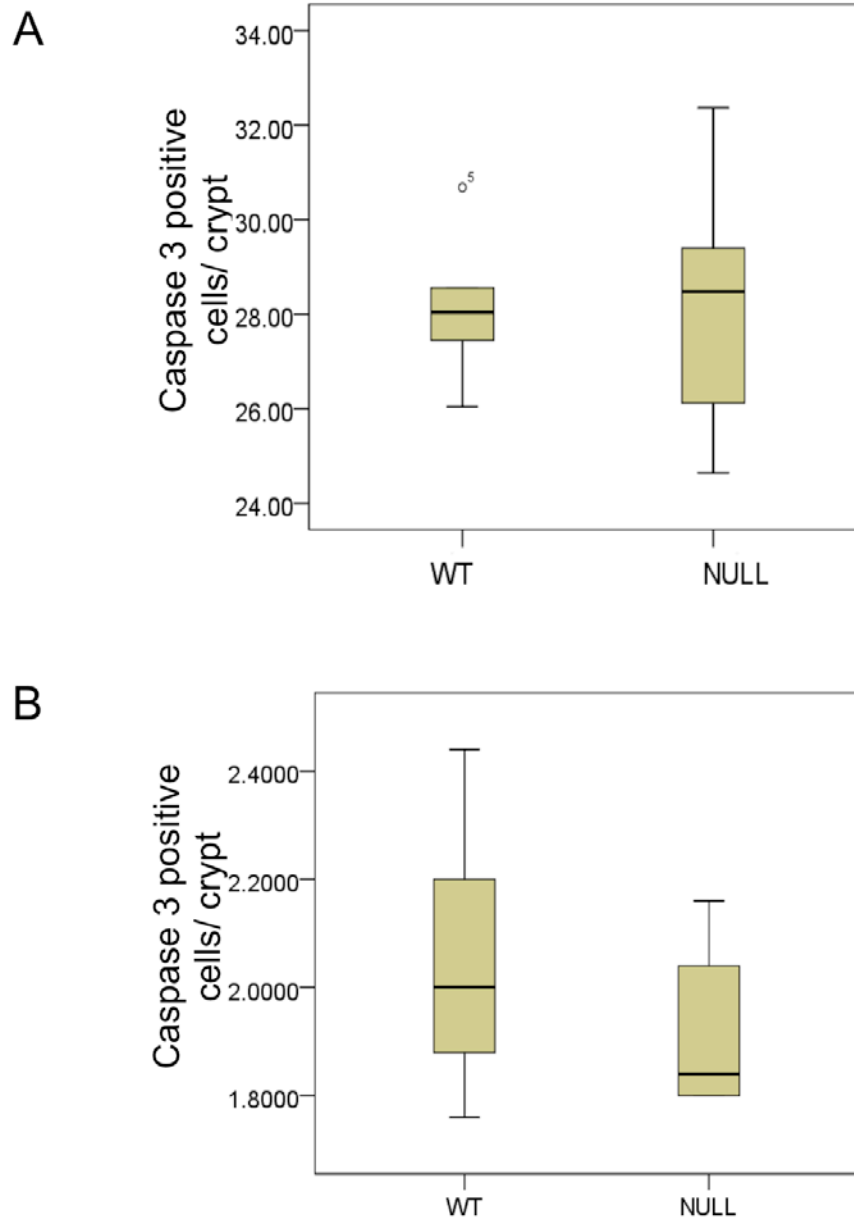 A
Caspase 3 positive
cells/ crypt
34.00
32.00
30.00
28.00
26.00
24.00
5
WT NULL
B
Caspase 3 positive
cells/ crypt
2.4000
2.2000
2.0000
1.8000
WT NULL